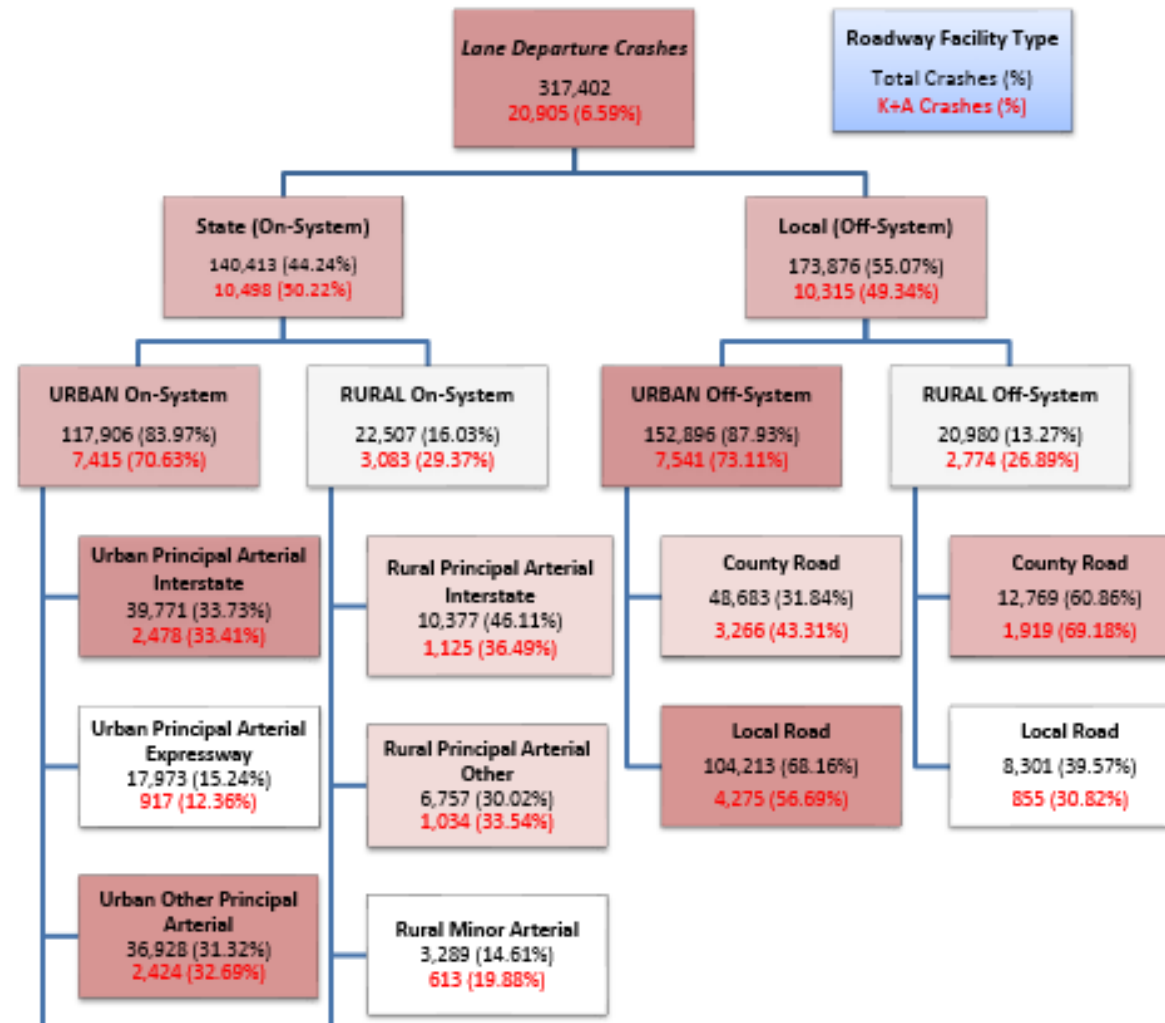 Lane Departure Crashes
317,402
20,905 (6.59%)
Roadway Facility Type
Total Crashes (%)
K+A Crashes (%)
State (On-System)
140,413 (44.24%)
10,498 (50.22%)
Local (Off-System)
173,876 (55.07%)
10,315 (49.34%)
URBAN On-System
117,906 (83.97%)
7,415 (70.63%)
RURAL On-System
22,507 (16.03%)
3,083 (29.37%)
URBAN Off-System
152,896 (87.93%)
7,541 (73.11%)
RURAL Off-System
20,980 (13.27%)
2,774 (26.89%)
Urban Principal Arterial
Interstate
39,771 (33.73%)
2,478 (33.41%)
Rural Principal Arterial
Interstate
10,377 (46.11%)
1,125 (36.49%)
County Road
48,683 (31.84%)
3,266 (43.31%)
County Road
12,769 (60.86%)
1,919 (69.18%)
Urban Principal Arterial
Expressway
17,973 (15.24%)
917 (12.36%)
Rural Principal Arterial
Other
6,757 (30.02%)
1,034 (33.54%)
Local Road
104,213 (68.16%)
4,275 (56.69%)
Local Road
8,301 (39.57%)
855 (30.82%)
Urban Other Principal
Arterial
36,928 (31.32%)
2,424 (32.69%)
Rural Minor Arterial
3,289 (14.61%)
613 (19.88%)